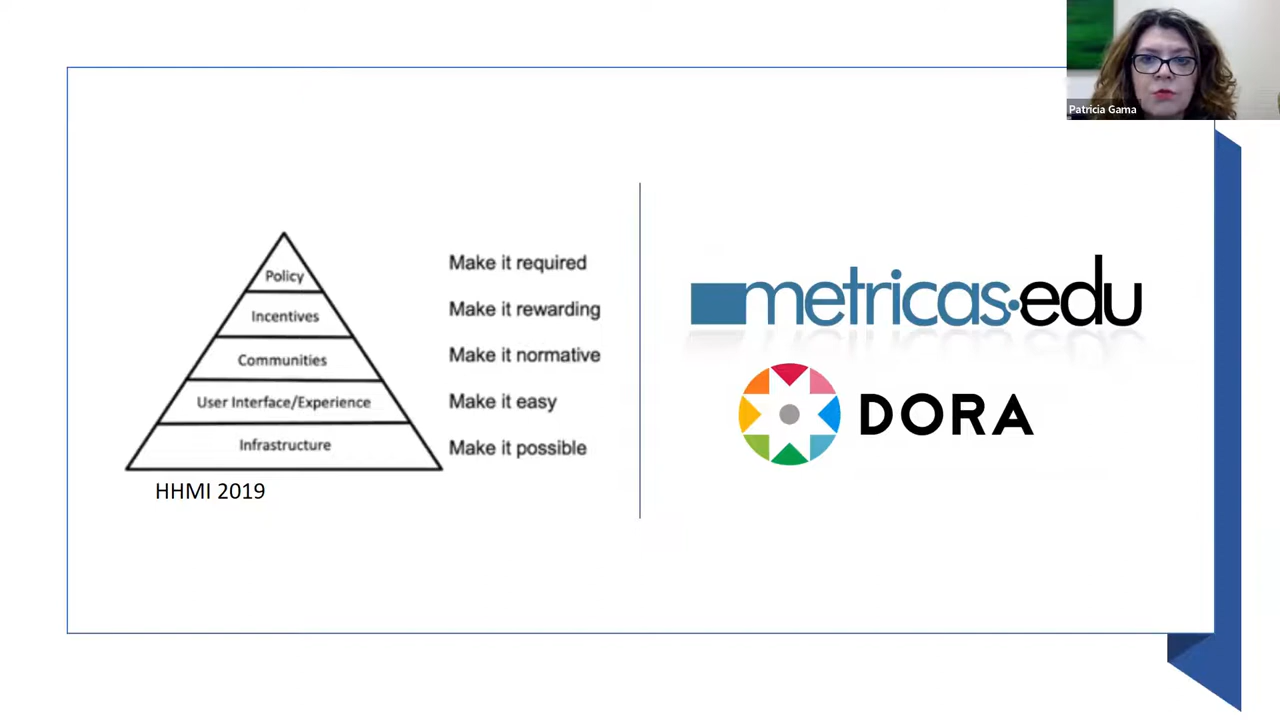 Patricia Gama
Policy
Make it required
Incentives
Make it rewarding
Communities
Make it normative
User Interface/Experience
Make it easy
Infrastructure
Make it possible
HHMI 2019
metricas.edu
DORA